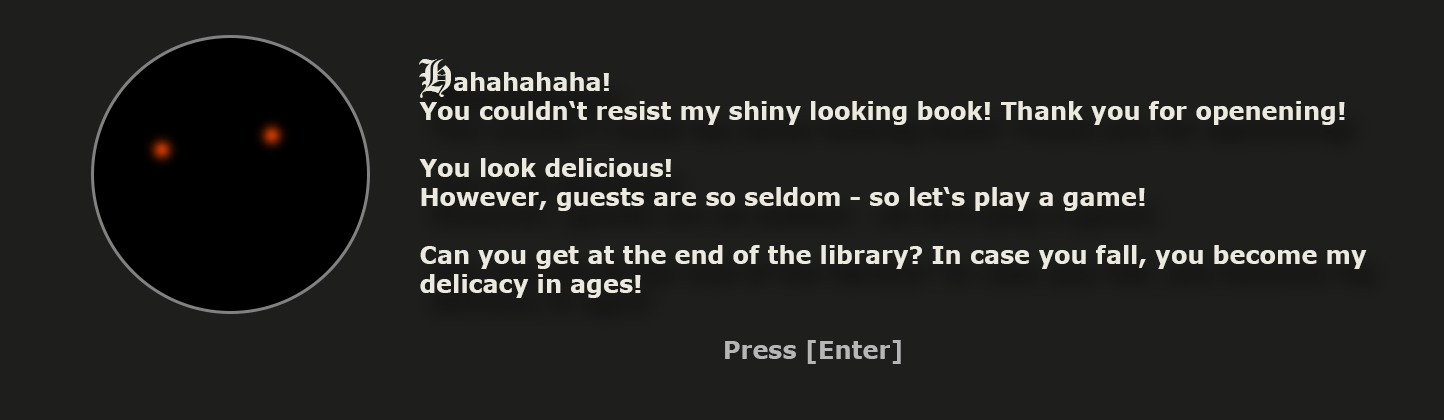 Hahahahaha!
You couldn‘t resist my shiny looking book! Thank you for openening!
You look delicious!
However, guests are so seldom – so let‘s play a game!
Can you get at the end of the library? In case you fall, you become my
delicacy in ages!
Press [Enter]